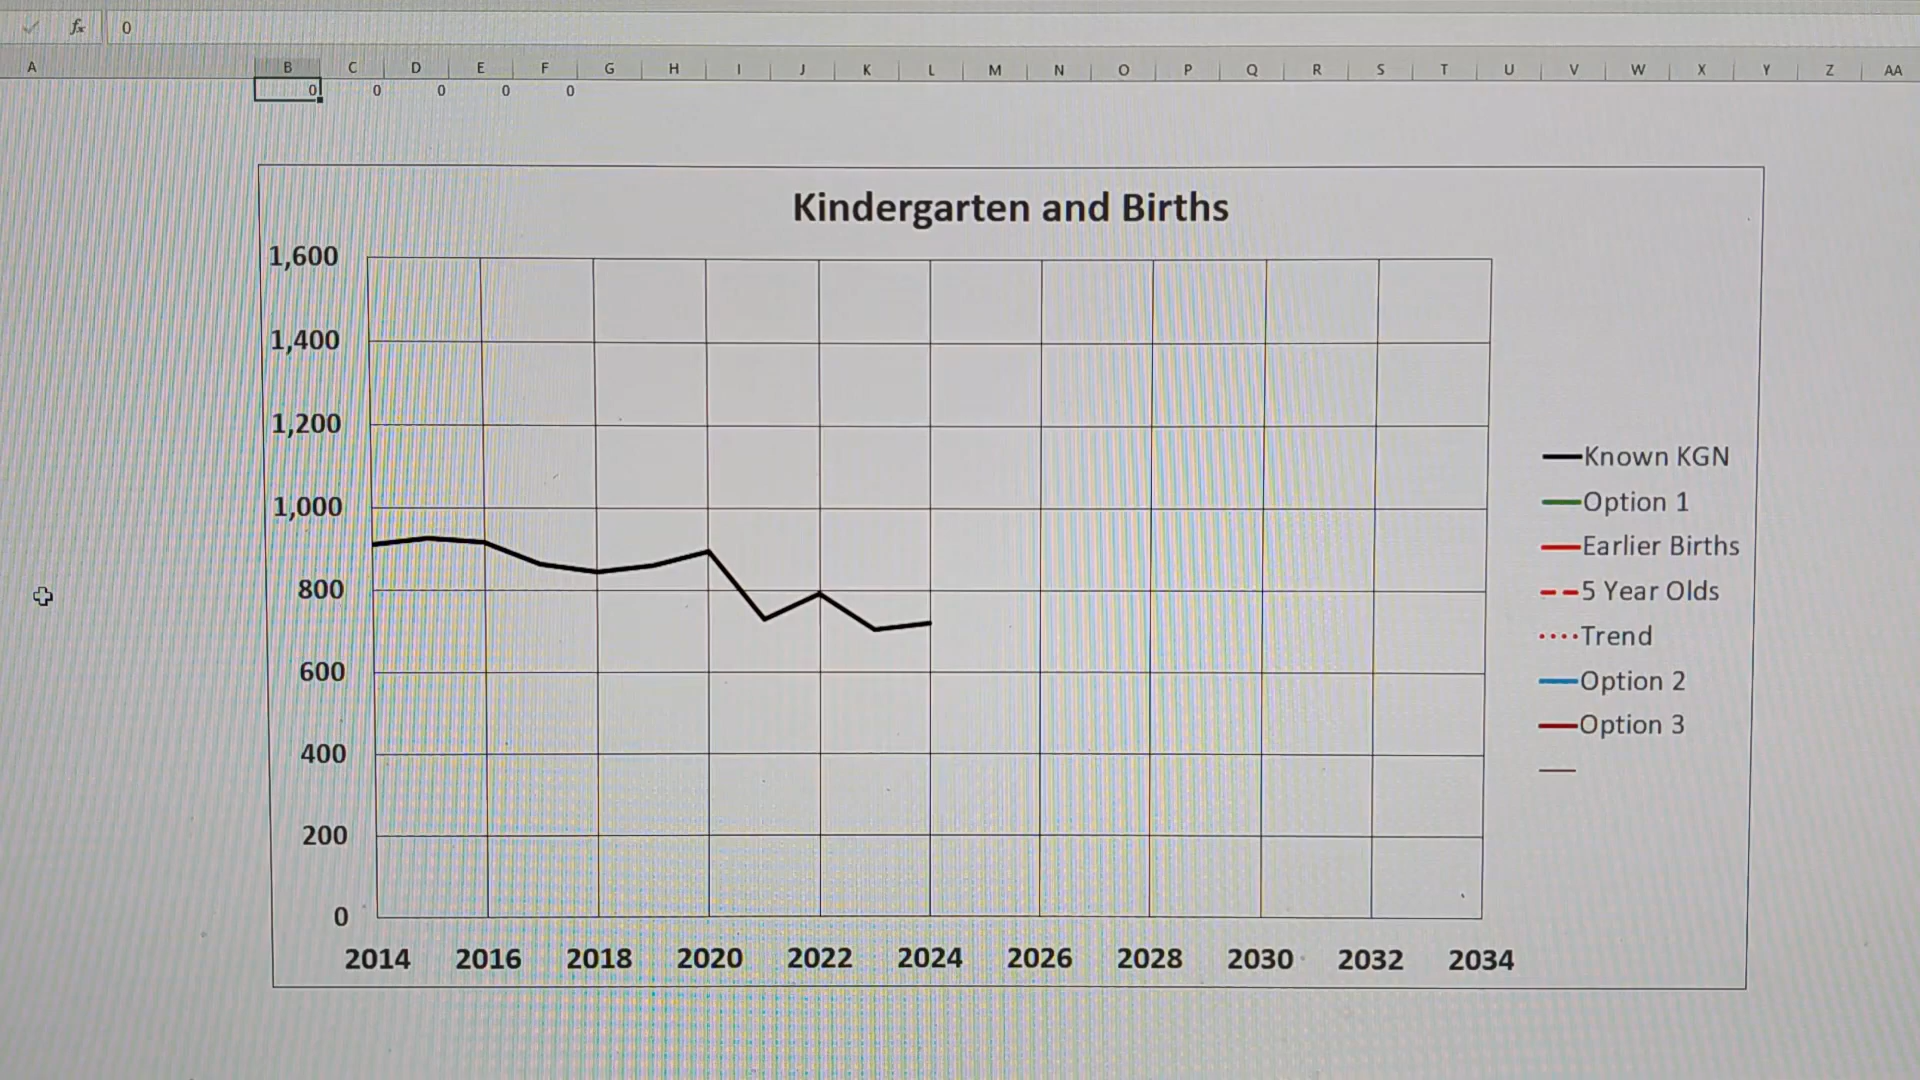 fx 0
A B C D E F G H I J K L M N O P Q R S T U V W X Y Z AA
0 0 0 0 0
Kindergarten and Births
1,600
1,400
1,200
1,000
800
600
400
200
0
2014 2016 2018 2020 2022 2024 2026 2028 2030 2032 2034
Known KGN
Option 1
Earlier Births
5 Year Olds
Trend
Option 2
Option 3